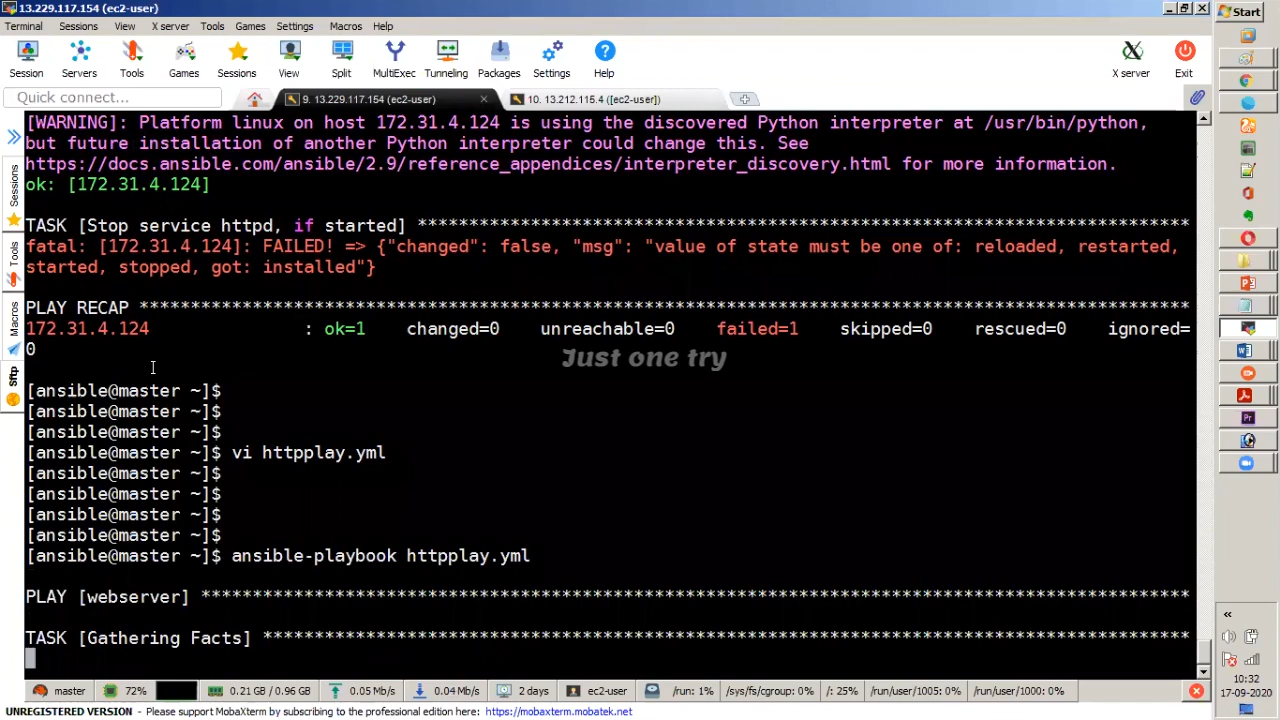 13.229.117.154 (ec2-user)
Terminal Sessions View X server Tools Games Settings Macros Help
Session Servers Tools Games Sessions View Split MultiExec Tunneling Packages Settings Help X server Exit
Quick connect...
9. 13.229.117.154 (ec2-user)
10. 13.212.115.4 ([ec2-user])
Start
Sessions
Tools
Macros
Sftp
[WARNING]: Platform linux on host 172.31.4.124 is using the discovered Python interpreter at /usr/bin/python,
but future installation of another Python interpreter could change this. See
https://docs.ansible.com/ansible/2.9/reference_appendices/interpreter_discovery.html for more information.
ok: [172.31.4.124]
TASK [Stop service httpd, if started] ***************************************************************************
fatal: [172.31.4.124]: FAILED! => {"changed": false, "msg": "value of state must be one of: reloaded, restarted,
started, stopped, got: installed"}
PLAY RECAP ******************************************************************************************************
172.31.4.124 : ok=1 changed=0 unreachable=0 failed=1 skipped=0 rescued=0 ignored=
0
Just one try
[ansible@master ~]$
[ansible@master ~]$
[ansible@master ~]$
[ansible@master ~]$ vi httpplay.yml
[ansible@master ~]$
[ansible@master ~]$
[ansible@master ~]$
[ansible@master ~]$
[ansible@master ~]$ ansible-playbook httpplay.yml
PLAY [webserver] ************************************************************************************************
TASK [Gathering Facts] ******************************************************************************************
master 72% 0.21 GB / 0.96 GB 0.05 Mb/s 0.04 Mb/s 2 days ec2-user /run: 1% /sys/fs/cgroup: 0% /: 25% /run/user/1005: 0% /run/user/1000: 0%
UNREGISTERED VERSION - Please support MobaXterm by subscribing to the professional edition here: https://mobaxterm.mobatek.net
10:32
17-09-2020